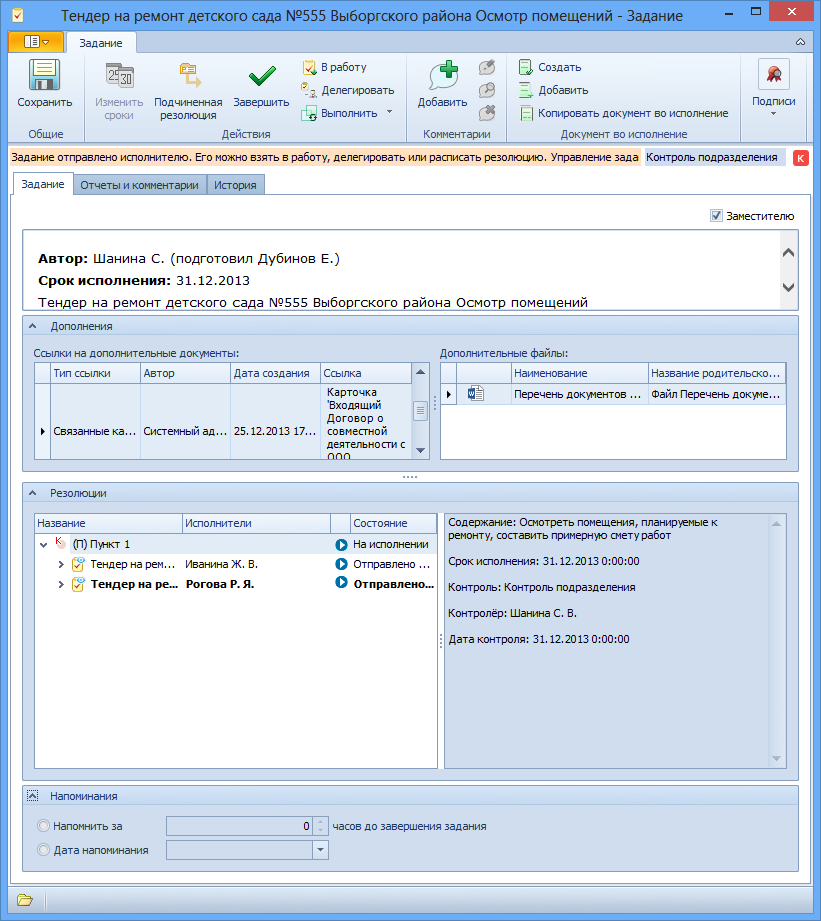 Тендер на ремонт детского сада №555 Выборгского района Осмотр помещений - Задание
Задание
Сохранить
Общие
Изменить сроки
Подчиненная резолюция
Завершить
В работу
Делегировать
Выполнить
Действия
Добавить
Комментарии
Создать
Добавить
Копировать документ во исполнение
Документ во исполнение
Подписи
Задание отправлено исполнителю. Его можно взять в работу, делегировать или расписать резолюцию. Управление зада
Контроль подразделения
К
Задание
Отчеты и комментарии
История
Заместителю
Автор: Шанина С. (подготовил Дубинов Е.)
Срок исполнения: 31.12.2013
Тендер на ремонт детского сада №555 Выборгского района Осмотр помещений
Дополнения
Ссылки на дополнительные документы:
Тип ссылки Автор Дата создания Ссылка
Связанные ка... Системный ад... 25.12.2013 17...
Карточка
'Входящий
Договор о
совместной
деятельности с
ООО
Дополнительные файлы:
Наименование Название родительско...
Перечень документов ... Файл Перечень докуме...
Резолюции
Название Исполнители Состояние
К (П) Пункт 1 На исполнении
Тендер на рем... Иванина Ж. В. Отправлено ...
Тендер на ре... Рогова Р. Я. Отправлено...
Содержание: Осмотреть помещения, планируемые к
ремонту, составить примерную смету работ
Срок исполнения: 31.12.2013 0:00:00
Контроль: Контроль подразделения
Контролёр: Шанина С. В.
Дата контроля: 31.12.2013 0:00:00
Напоминания
Напомнить за 0 часов до завершения задания
Дата напоминания